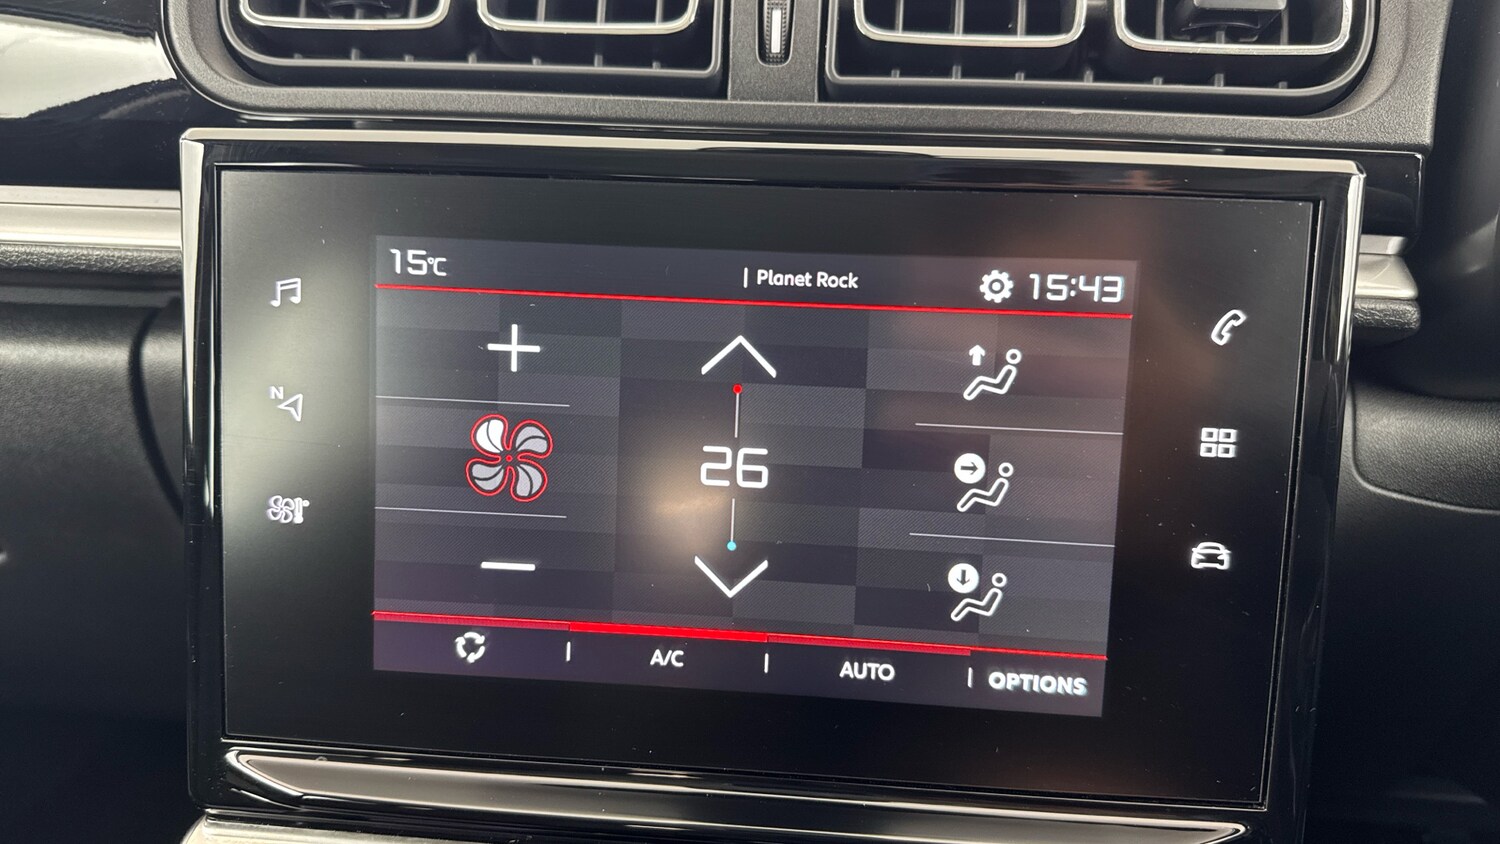 15°C
| Planet Rock
15:43
N
26
A/C
AUTO
OPTIONS